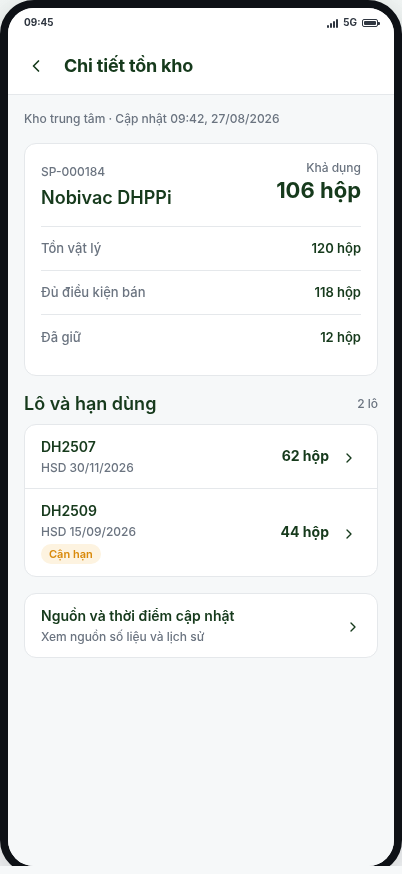 09:45
5G
Chi tiết tồn kho
Kho trung tâm · Cập nhật 09:42, 27/08/2026
SP-000184
Khả dụng
Nobivac DHPPi
106 hộp
Tồn vật lý
120 hộp
Đủ điều kiện bán
118 hộp
Đã giữ
12 hộp
Lô và hạn dùng
2 lô
DH2507
HSD 30/11/2026
62 hộp
DH2509
HSD 15/09/2026
44 hộp
Cận hạn
Nguồn và thời điểm cập nhật
Xem nguồn số liệu và lịch sử